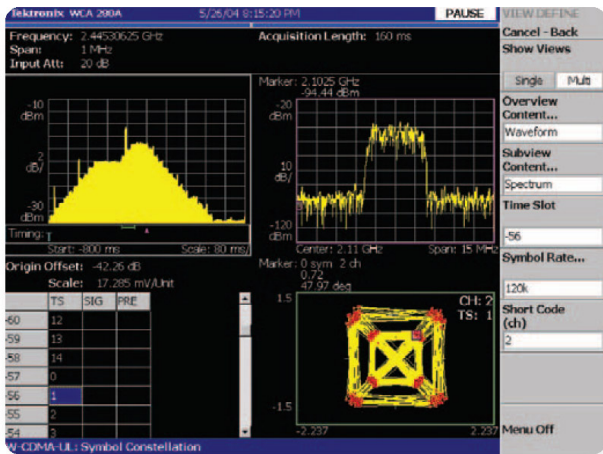 Tektronix WCA 200A 5/26/04 8:15:20 PM PAUSE VIEW DEFINE
Frequency: 2.44530625 GHz Acquisition Length: 160 ms
Span: 1 MHz
Input Att: 20 dB
Cancel - Back
Show Views
Single Multi
Overview
Content...
Waveform
Subview
Content...
Spectrum
Time Slot
-56
Symbol Rate...
120k
Short Code
(ch)
2
Menu Off
-10
dBm
2
dB/
-30
dBm
Timing: T
Start: -800 ms Scale: 80 ms/
Marker: 2.1025 GHz
-94.44 dBm
-20
dBm
10
dB/
-120
dBm
Center: 2.11 GHz Span: 15 MHz
Origin Offset: -42.26 dB
Scale: 17.285 mV/Unit
TS SIG PRE
-60 12
-59 13
-58 14
-57 0
-56 1
-55 2
-54 3
Marker: 0 sym 2 ch
0.72
47.97 deg
1.5
CH: 2
TS: 1
-1.5
-2.237 2.237
W-CDMA-UL: Symbol Constellation